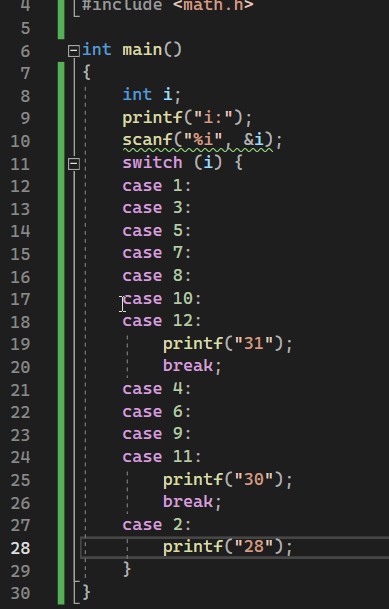 4 #include <math.h>
5
6 int main()
7 {
8 int i;
9 printf("i:");
10 scanf("%i", &i);
11 switch (i) {
12 case 1:
13 case 3:
14 case 5:
15 case 7:
16 case 8:
17 case 10:
18 case 12:
19 printf("31");
20 break;
21 case 4:
22 case 6:
23 case 9:
24 case 11:
25 printf("30");
26 break;
27 case 2:
28 printf("28");
29 }
30 }